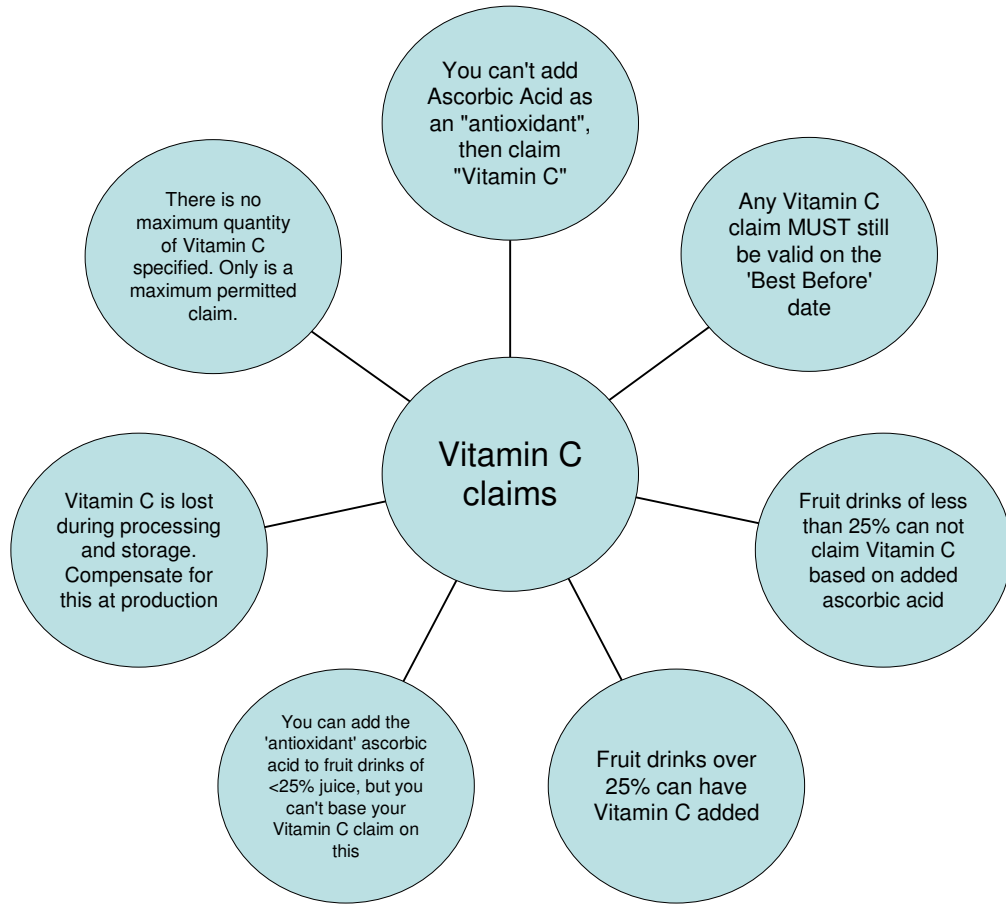 You can't add
Ascorbic Acid as
an "antioxidant",
then claim
"Vitamin C"
Any Vitamin C
claim MUST still
be valid on the
'Best Before'
date
Fruit drinks of less
than 25% can not
claim Vitamin C
based on added
ascorbic acid
Fruit drinks over
25% can have
Vitamin C added
You can add the
'antioxidant' ascorbic
acid to fruit drinks of
<25% juice, but you
can't base your
Vitamin C claim on
this
Vitamin C is lost
during processing
and storage.
Compensate for
this at production
There is no
maximum quantity
of Vitamin C
specified. Only is a
maximum permitted
claim.
Vitamin C
claims